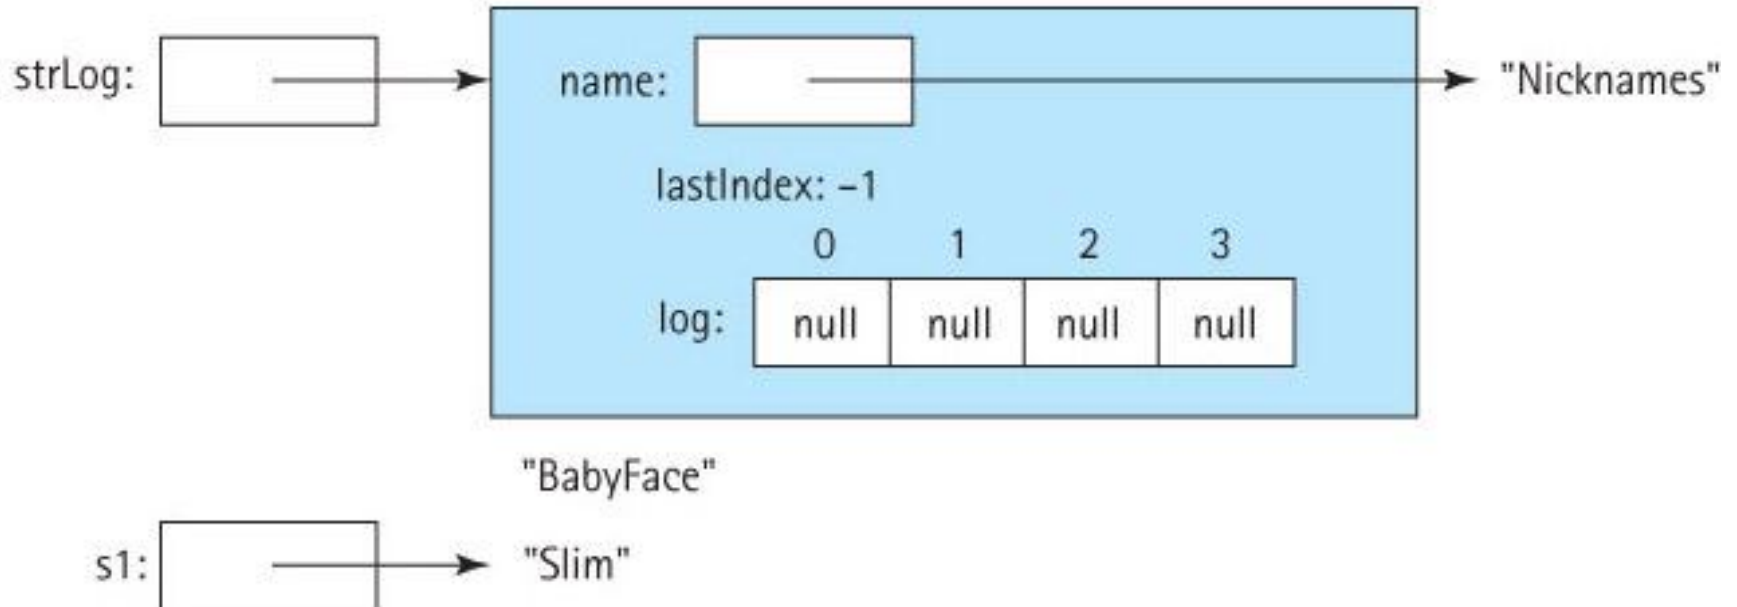 strLog:
name:
"Nicknames"
lastIndex: –1
0 1 2 3
log: null null null null
"BabyFace"
s1: "Slim"